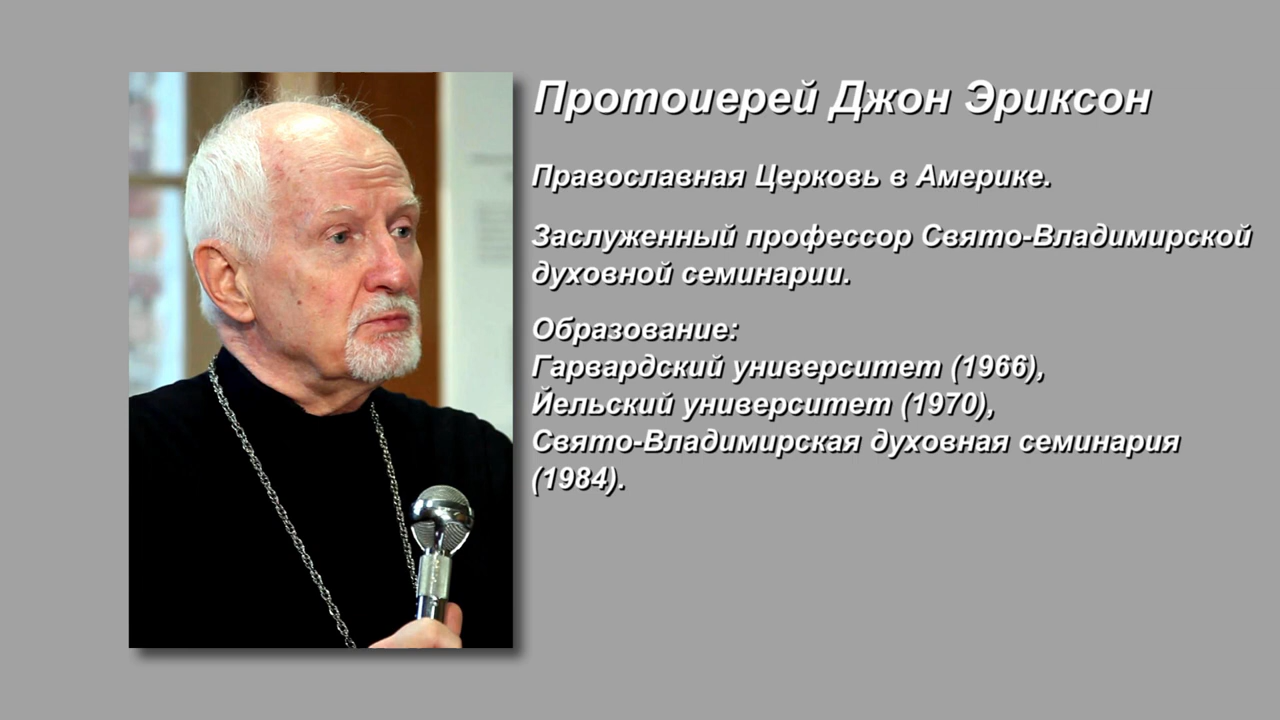 Протоиерей Джон Эриксон
Православная Церковь в Америке.
Заслуженный профессор Свято-Владимирской
духовной семинарии.
Образование:
Гарвардский университет (1966),
Йельский университет (1970),
Свято-Владимирская духовная семинария
(1984).